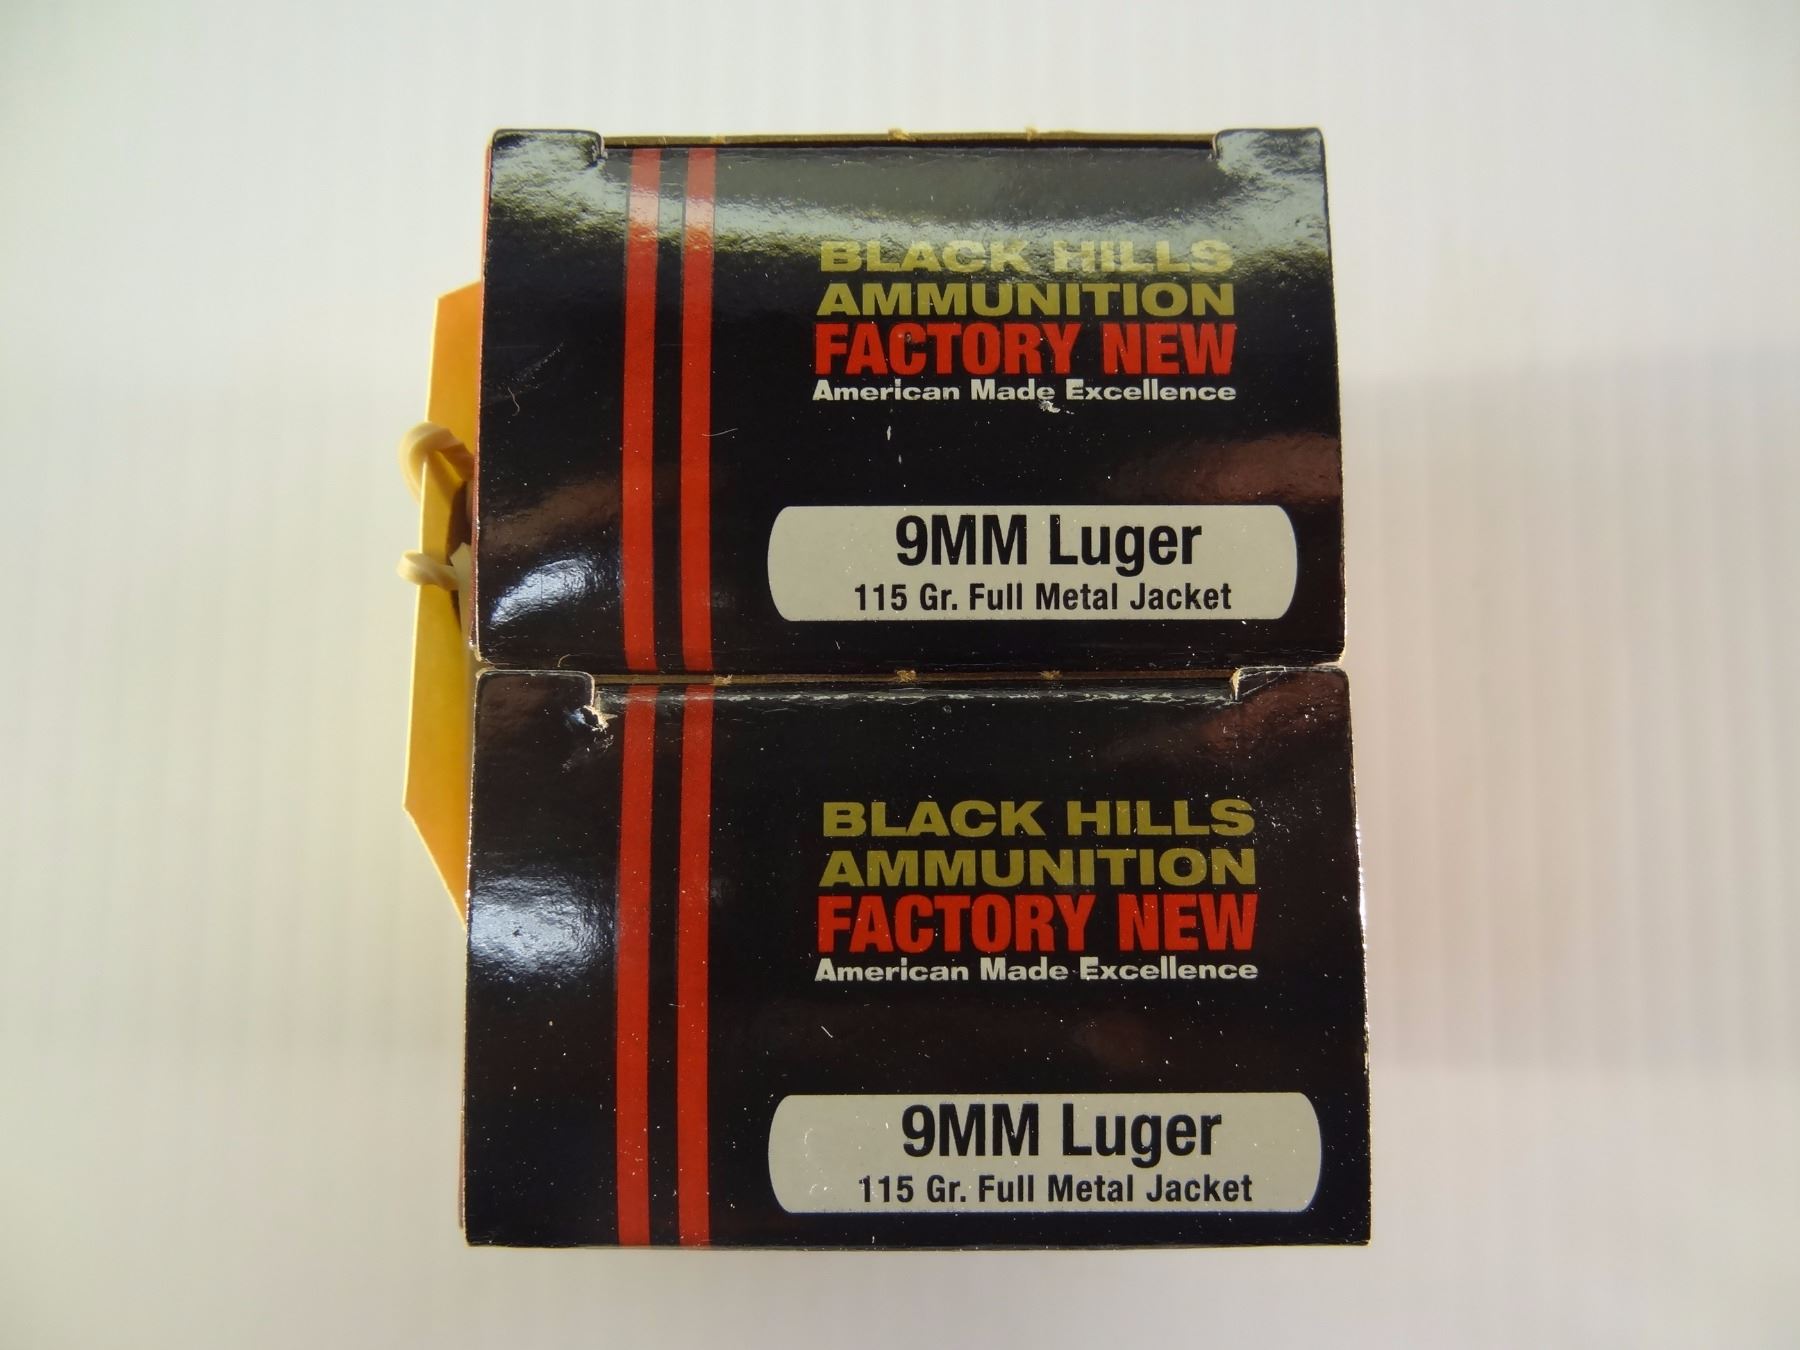 BLACK HILLS
AMMUNITION
FACTORY NEW
American Made Excellence
9MM Luger
115 Gr. Full Metal Jacket
BLACK HILLS
AMMUNITION
FACTORY NEW
American Made Excellence
9MM Luger
115 Gr. Full Metal Jacket